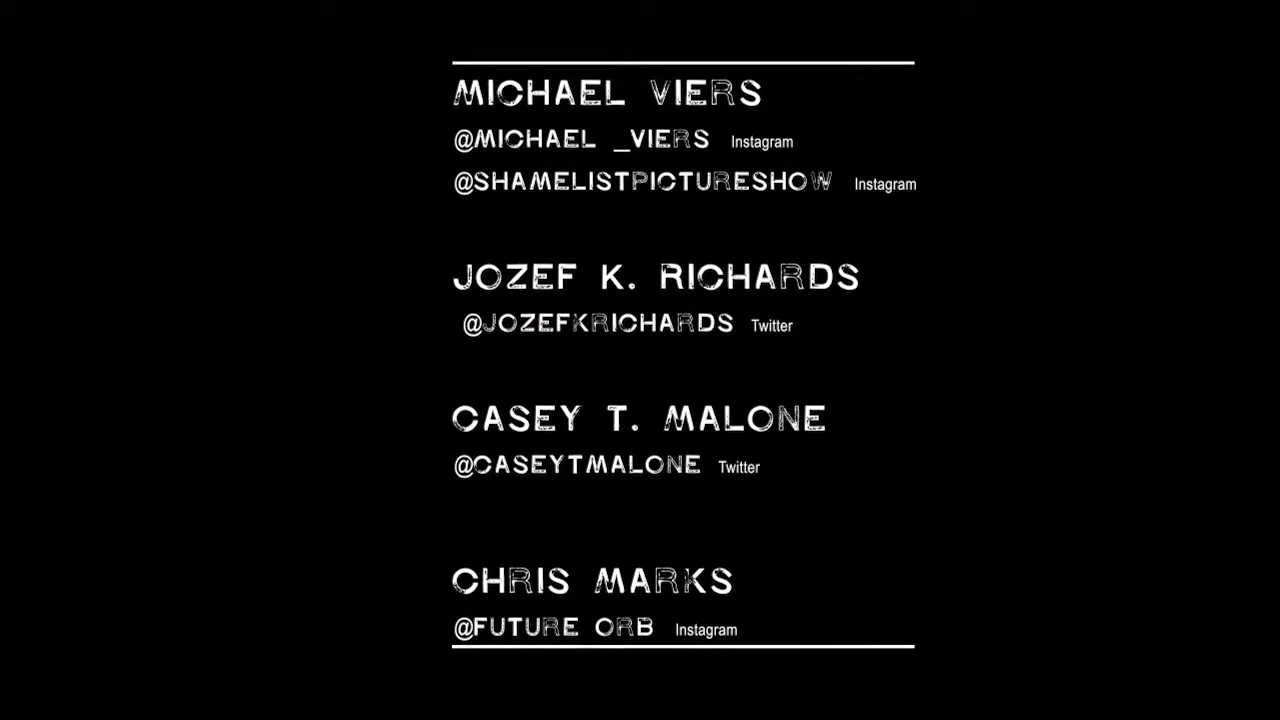 MICHAEL VIERS
@MICHAEL _VIERS Instagram
@SHAMELISTPICTURESHOW Instagram
JOZEF K. RICHARDS
@JOZEFKRICHARDS Twitter
CASEY T. MALONE
@CASEYTMALONE Twitter
CHRIS MARKS
@FUTURE ORB Instagram